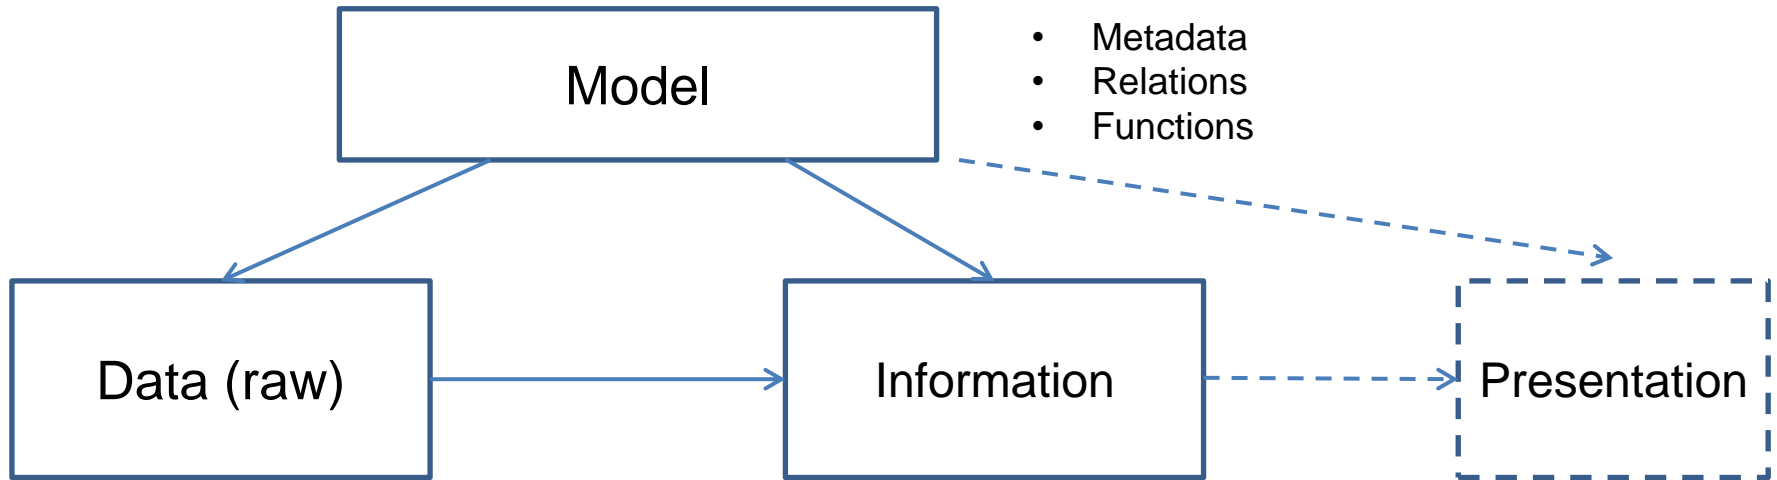 Model
• Metadata
• Relations
• Functions
Data (raw)
Information
Presentation